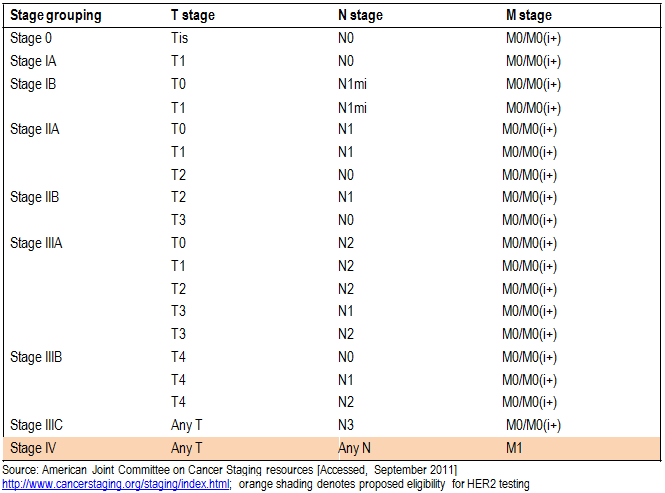 Stage grouping T stage N stage M stage
Stage 0 Tis N0 M0/M0(i+)
Stage IA T1 N0 M0/M0(i+)
Stage IB T0 N1mi M0/M0(i+)
T1 N1mi M0/M0(i+)
Stage IIA T0 N1 M0/M0(i+)
T1 N1 M0/M0(i+)
T2 N0 M0/M0(i+)
Stage IIB T2 N1 M0/M0(i+)
T3 N0 M0/M0(i+)
Stage IIIA T0 N2 M0/M0(i+)
T1 N2 M0/M0(i+)
T2 N2 M0/M0(i+)
T3 N1 M0/M0(i+)
T3 N2 M0/M0(i+)
Stage IIIB T4 N0 M0/M0(i+)
T4 N1 M0/M0(i+)
T4 N2 M0/M0(i+)
Stage IIIC Any T N3 M0/M0(i+)
Stage IV Any T Any N M1
Source: American Joint Committee on Cancer Staging resources [Accessed, September 2011]
http://www.cancerstaging.org/staging/index.html; orange shading denotes proposed eligibility for HER2 testing